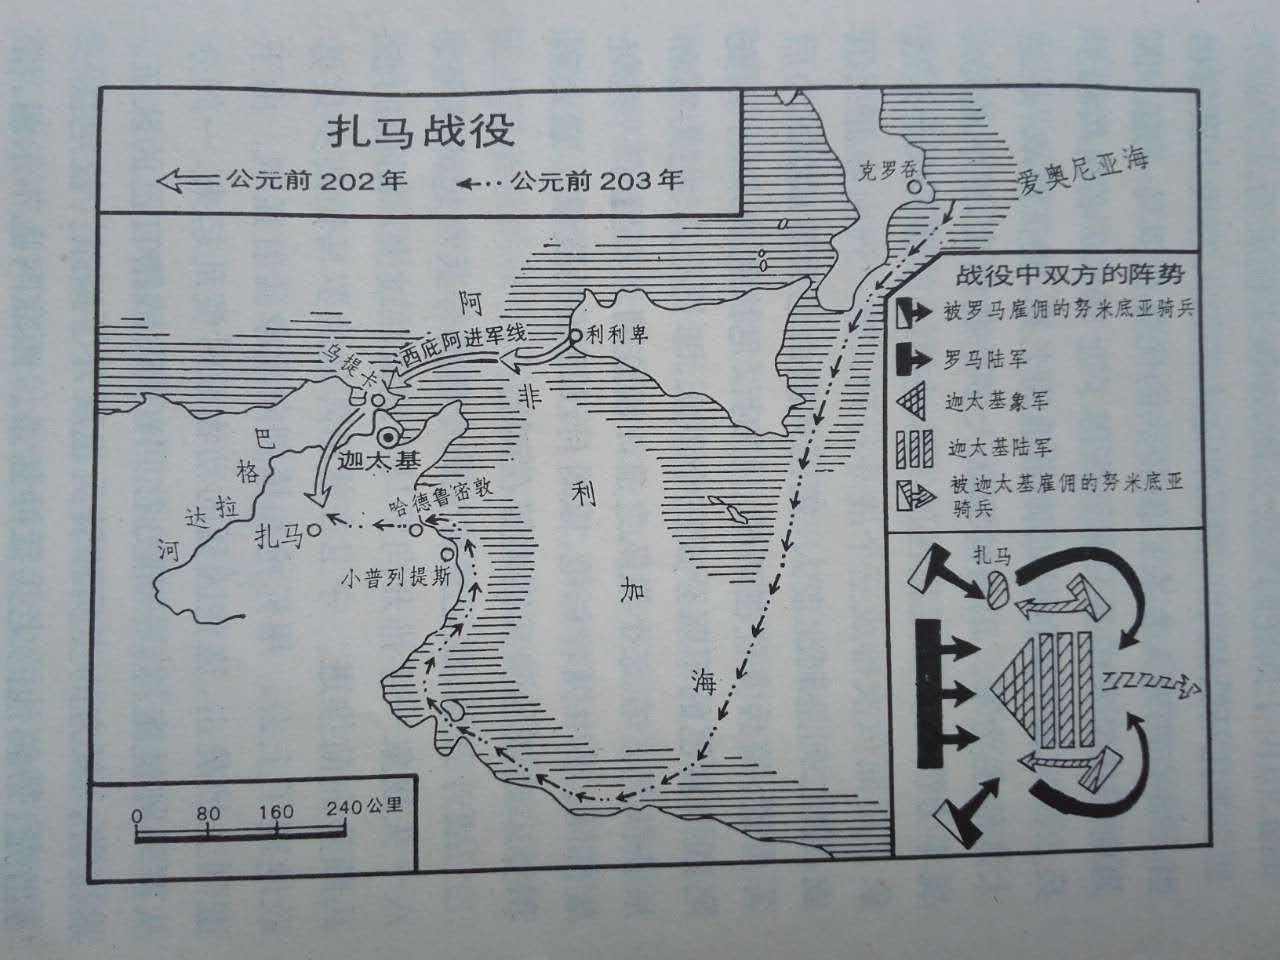 扎马战役
公元前202年
公元前203年
克罗吞
爱奥尼亚海
战役中双方的阵势
被罗马雇佣的努米底亚骑兵
罗马陆军
迦太基象军
迦太基陆军
被迦太基雇佣的努米底亚
骑兵
阿非利加海
西庇阿进军线
利利卑
乌提卡
迦太基
巴格拉达河
哈德鲁密敦
扎马
小普列提斯
扎马
0 80 160 240公里